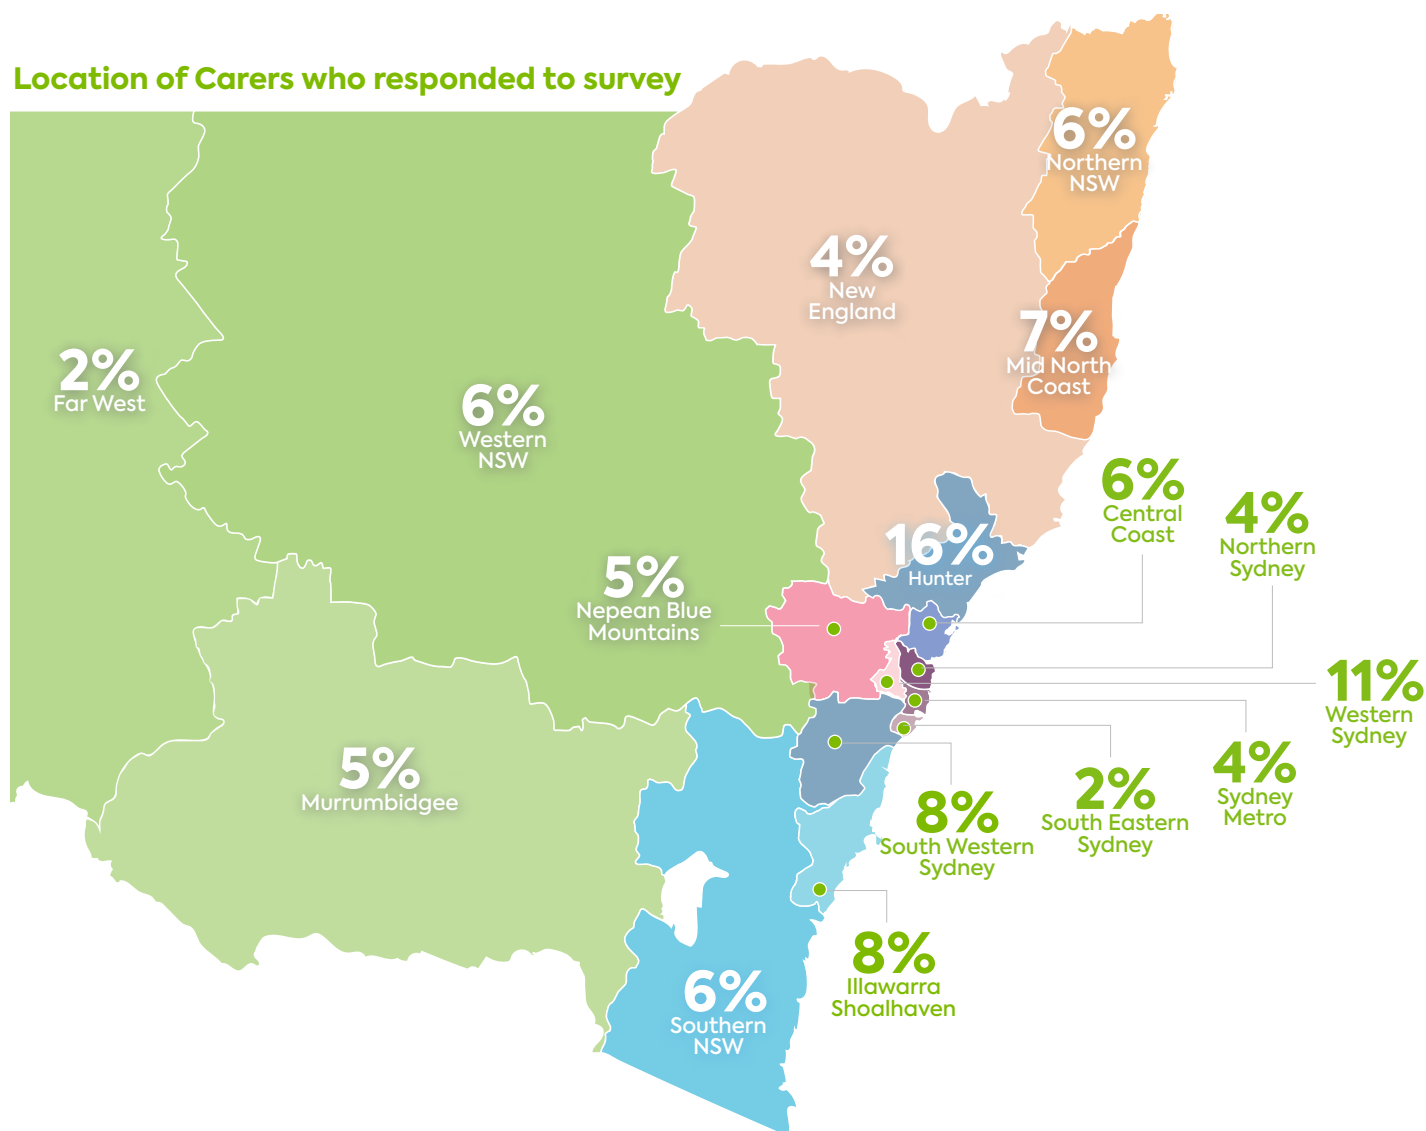 Location of Carers who responded to survey
6%
Northern
NSW
4%
New
England
7%
Mid North
Coast
2%
Far West
6%
Western
NSW
6%
Central
Coast
4%
Northern
Sydney
16%
Hunter
5%
Nepean Blue
Mountains
11%
Western
Sydney
4%
Sydney
Metro
2%
South Eastern
Sydney
8%
South Western
Sydney
5%
Murrumbidgee
8%
Illawarra
Shoalhaven
6%
Southern
NSW